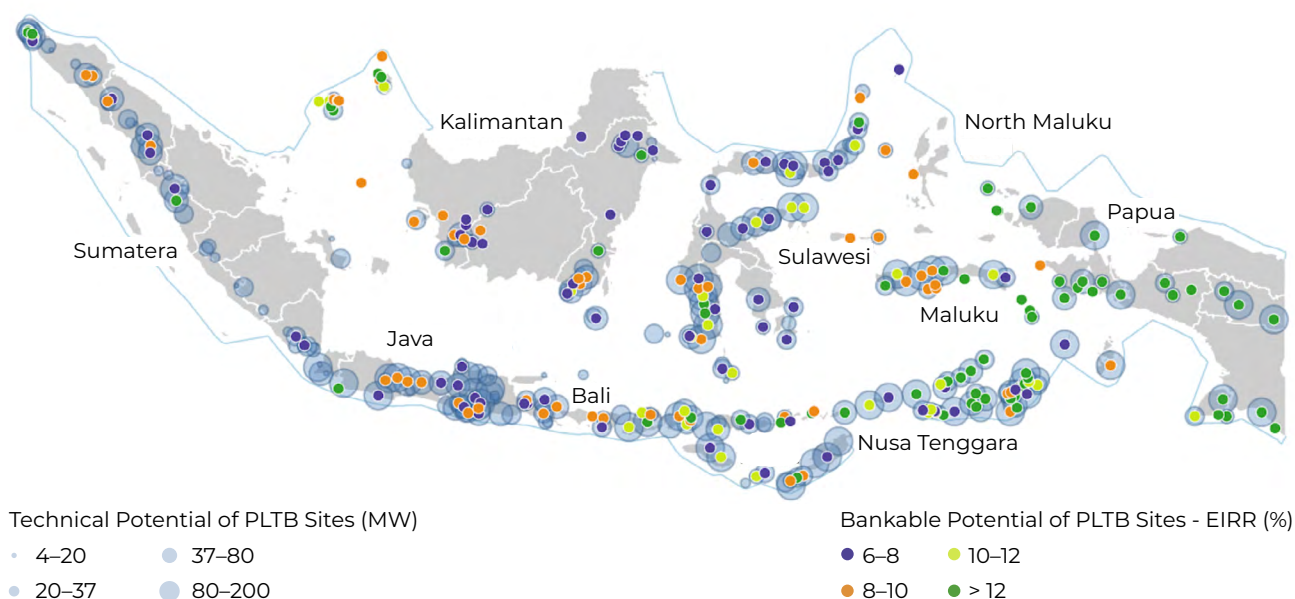 Kalimantan
North Maluku
Papua
Sumatera
Sulawesi
Maluku
Java
Bali
Nusa Tenggara
Technical Potential of PLTB Sites (MW)
4–20
37–80
20–37
80–200
Bankable Potential of PLTB Sites - EIRR (%)
6–8
10–12
8–10
> 12